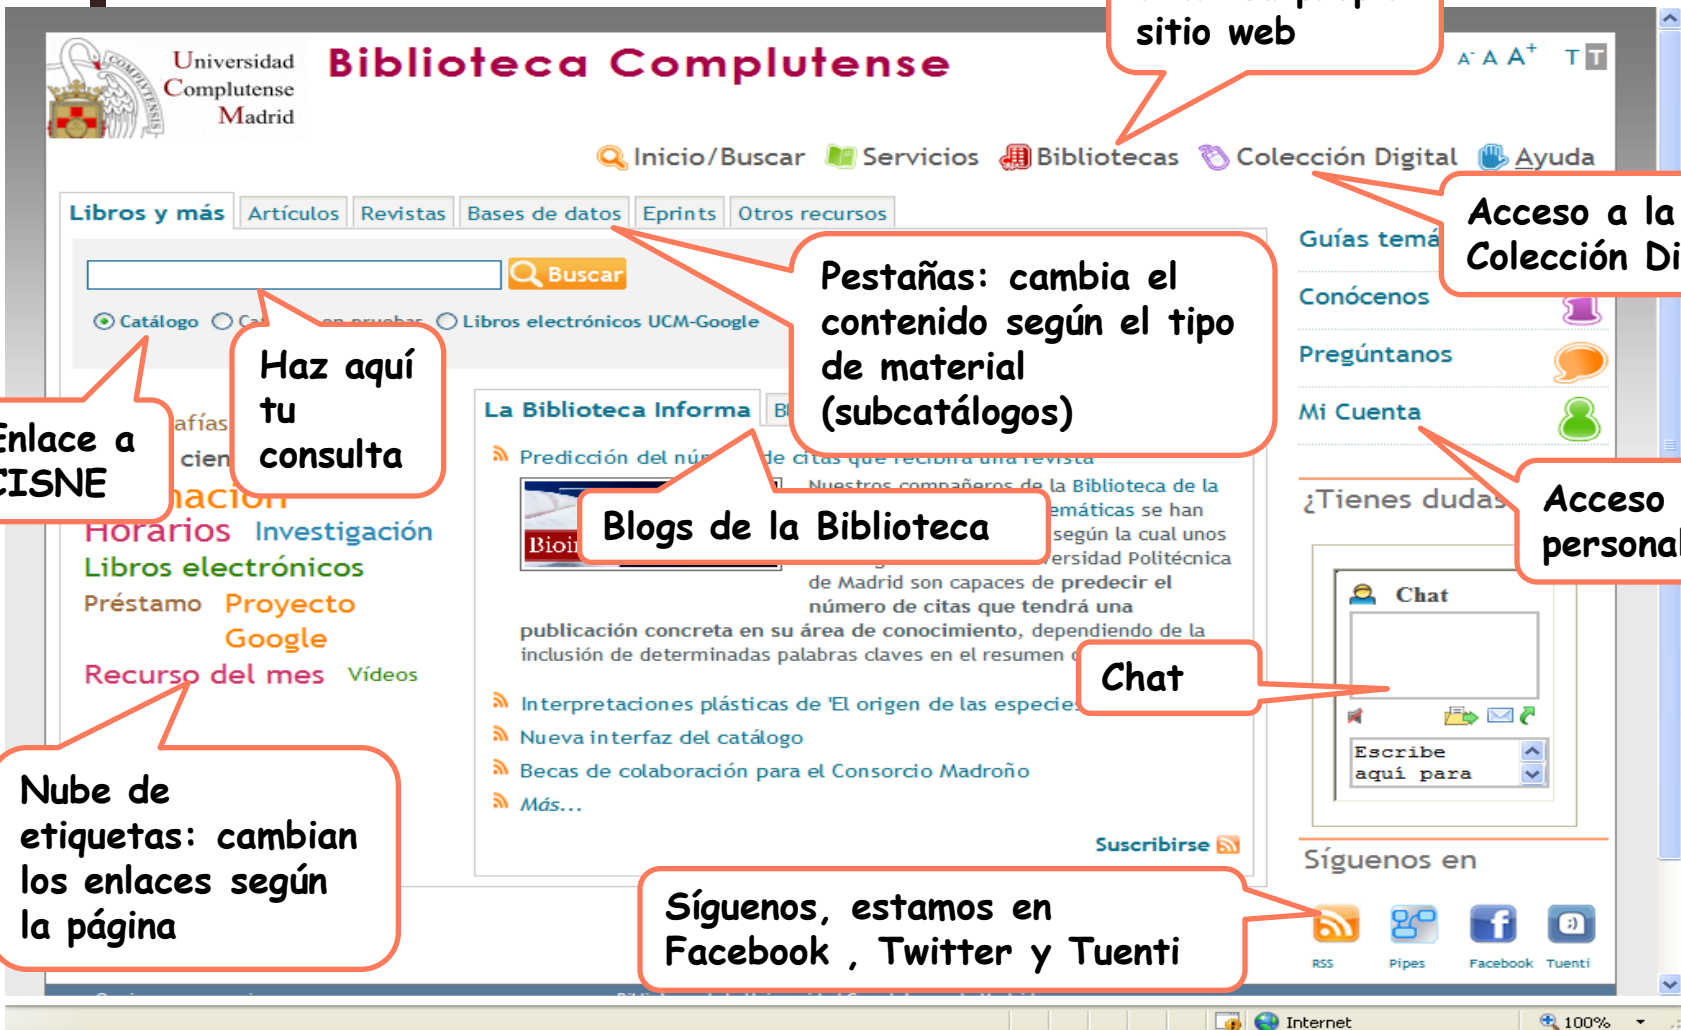 sitio web
Universidad
Complutense
Madrid
Biblioteca Complutense
A- A A+ T T
Inicio/Buscar Servicios Bibliotecas Colección Digital Ayuda
Libros y más Artículos Revistas Bases de datos Eprints Otros recursos
Buscar
Catálogo en pruebas Libros electrónicos UCM-Google
Enlace a
CISNE
Haz aquí
tu
consulta
Pestañas: cambia el
contenido según el tipo
de material
(subcatálogos)
Acceso a la
Colección
Guías
Conócenos
Pregúntanos
Mi Cuenta
Acceso
¿Tienes dudas
Horarios Investigación
Libros electrónicos
Préstamo Proyecto
Google
Recurso del mes Vídeos
Nube de
etiquetas: cambian
los enlaces según
la página
La Biblioteca Informa
Predicción del de citas que recibirá una revista
Nuestros compañeros de la Biblioteca de la
se han
según la cual unos
Politécnica
de Madrid son capaces de predecir el
número de citas que tendrá una
publicación concreta en su área de conocimiento, dependiendo de la
inclusión de determinadas palabras claves en el resumen
Blogs de la Biblioteca
Interpretaciones plásticas de 'El origen de las especies
Nueva interfaz del catálogo
Becas de colaboración para el Consorcio Madroño
Más...
Suscribirse
Chat
Chat
Escribe
aquí para
Síguenos en
Síguenos, estamos en
Facebook , Twitter y Tuenti
RSS Pipes Facebook Tuenti
Internet 100%